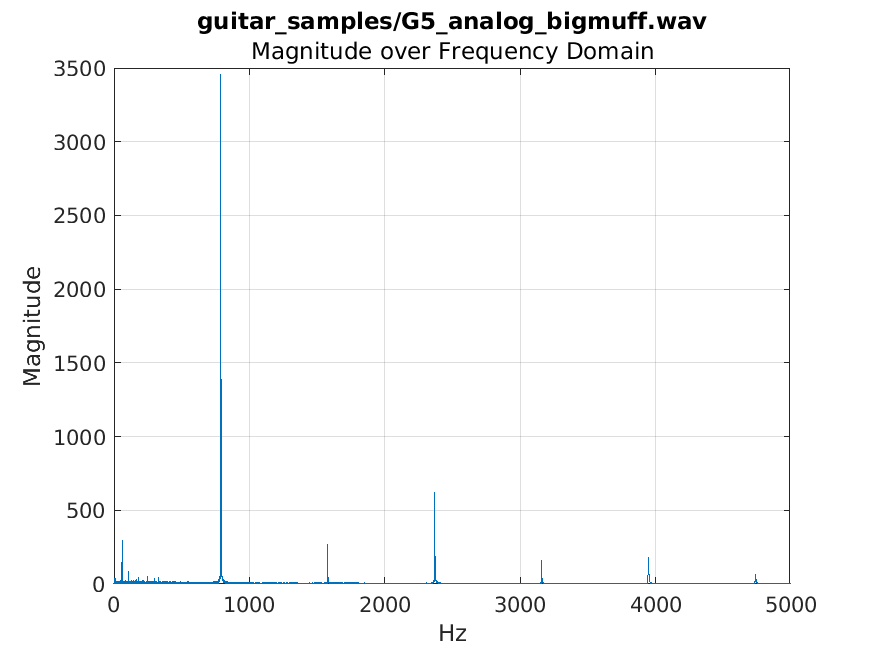 guitar_samples/G5_analog_bigmuff.wav
Magnitude over Frequency Domain
3500
3000
2500
2000
1500
1000
500
0
Magnitude
0 1000 2000 3000 4000 5000
Hz